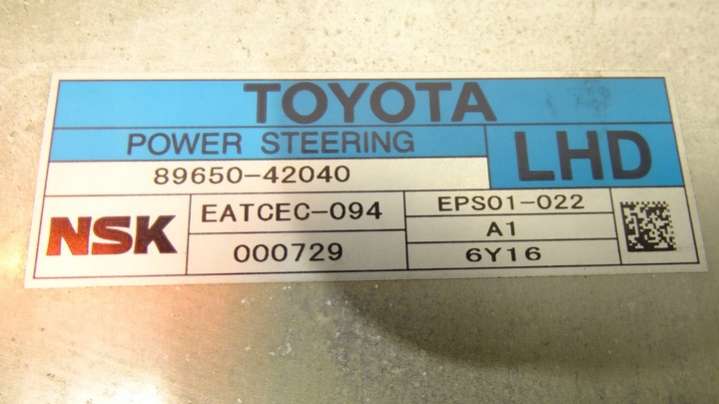 TOYOTA
POWER STEERING
LHD
89650-42040
NSK
EATCEC-094
EPS01-022
A1
000729
6Y16